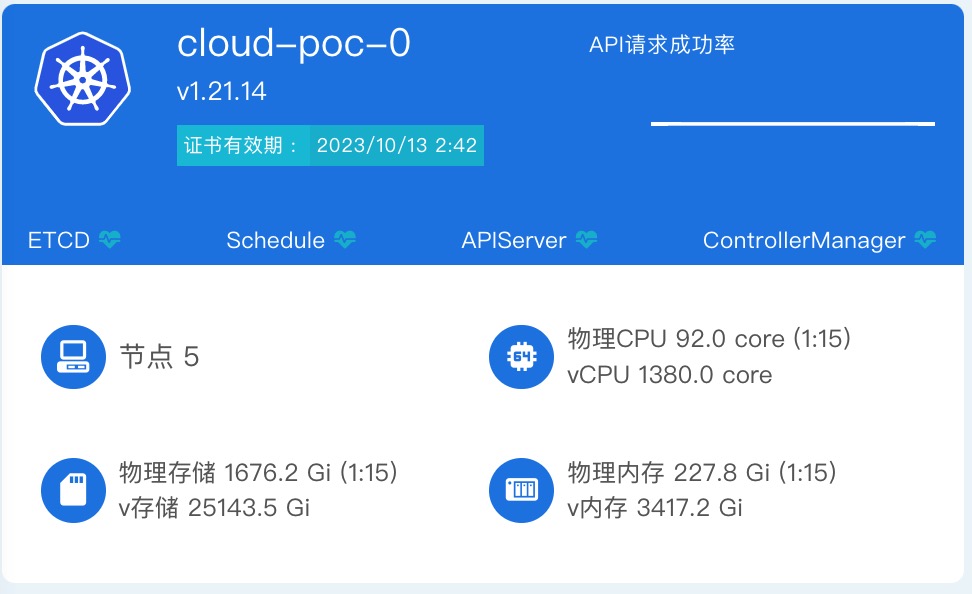 cloud-poc-0
API请求成功率
v1.21.14
证书有效期： 2023/10/13 2:42
ETCD
Schedule
APIServer
ControllerManager
节点 5
64
物理CPU 92.0 core (1:15)
vCPU 1380.0 core
物理存储 1676.2 Gi (1:15)
v存储 25143.5 Gi
物理内存 227.8 Gi (1:15)
v内存 3417.2 Gi